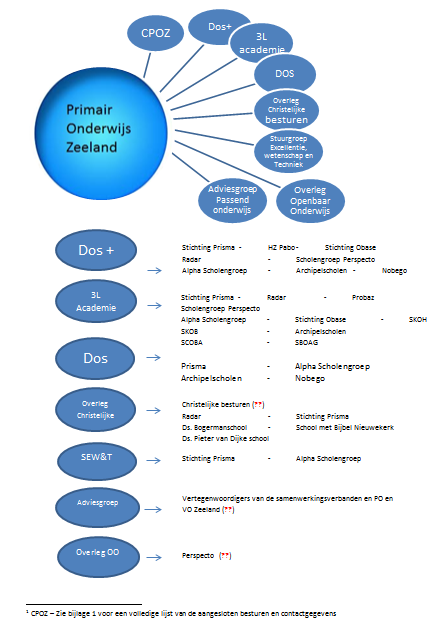 CPOZ
Dos+
3L
academie
DOS
Overleg
Christelijke
besturen
Stuurgroep
Excellentie,
wetenschap en
Techniek
Overleg
Openbaar
Onderwijs
Adviesgroep
Passend
onderwijs
Primair
Onderwijs
Zeeland
Dos +
Stichting Prisma - HZ Pabo - Stichting Obase
Radar - Scholengroep Perspecto
Alpha Scholengroep - Archipelscholen - Nobego
3L
Academie
Stichting Prisma - Radar - Probaz
Scholengroep Perspecto
Alpha Scholengroep - Stichting Obase - SKOH
SKOB - Archipelscholen
SCOBA - SBOAG
Dos
Prisma - Alpha Scholengroep
Archipelscholen - Nobego
Overleg
Christelijke
Christelijke besturen (??)
Radar - Stichting Prisma
Ds. Bogermanschool - School met Bijbel Nieuwekerk
Ds. Pieter van Dijke school
SEW&T
Stichting Prisma - Alpha Scholengroep
Adviesgroep
Vertegenwoordigers van de samenwerkingsverbanden en PO en
VO Zeeland (??)
Overleg OO
Perspecto (??)
1 CPOZ – Zie bijlage 1 voor een volledige lijst van de aangesloten besturen en contactgegevens